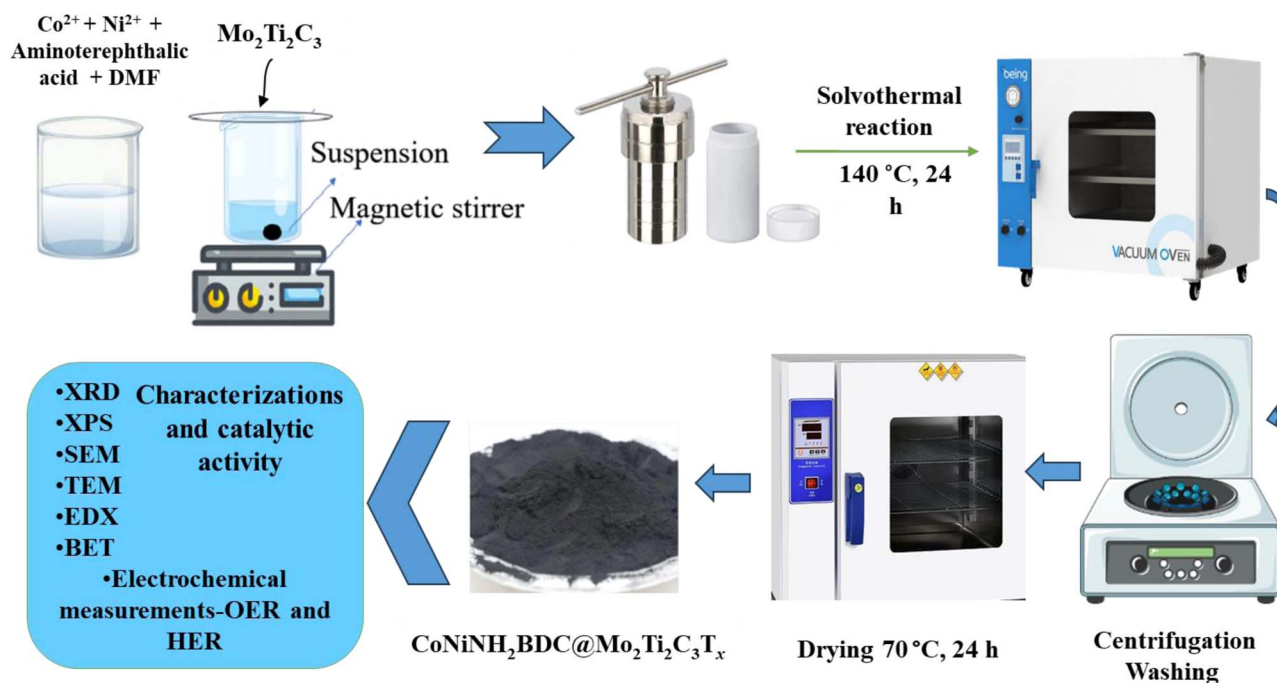 Co²⁺ + Ni²⁺ +
Aminoterephthalic
acid + DMF
Mo₂Ti₂C₃
Suspension
Magnetic stirrer
Solvothermal
reaction
140 °C, 24
h
being
VACUUM OVEN
•XRD
•XPS
•SEM
•TEM
•EDX
•BET
Characterizations
and catalytic
activity
•Electrochemical
measurements-OER and
HER
CoNiNH₂BDC@Mo₂Ti₂C₃Tₓ
Drying 70 °C, 24 h
Centrifugation
Washing